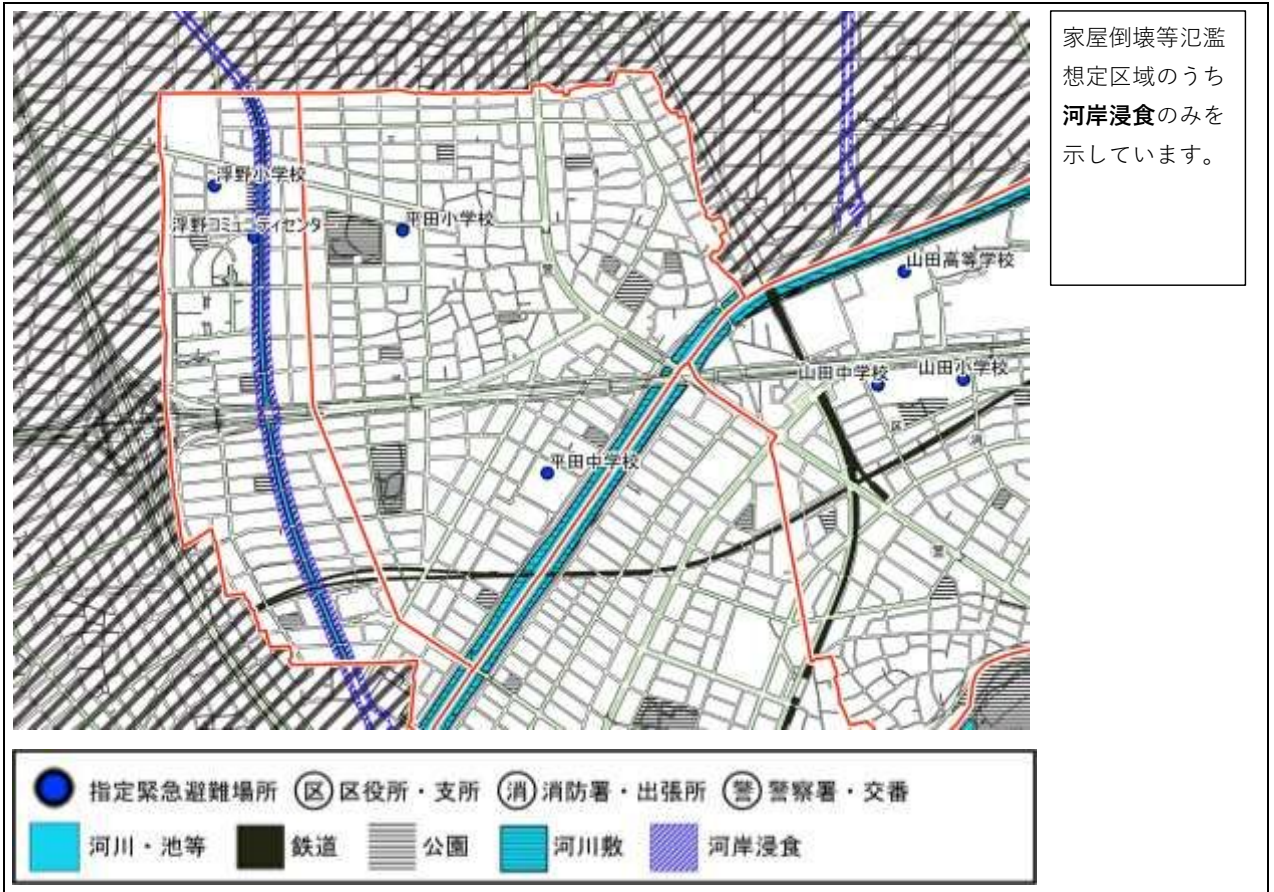 家屋倒壊等氾濫
想定区域のうち
河岸浸食のみを
示しています。
浮野小学校
浮野コミュニティセンター
平田小学校
山田高等学校
山田中学校
山田小学校
区
消
平田中学校
警
警
指定緊急避難場所 区 区役所・支所 消 消防署・出張所 警 警察署・交番
河川・池等 鉄道 公園 河川敷 河岸浸食